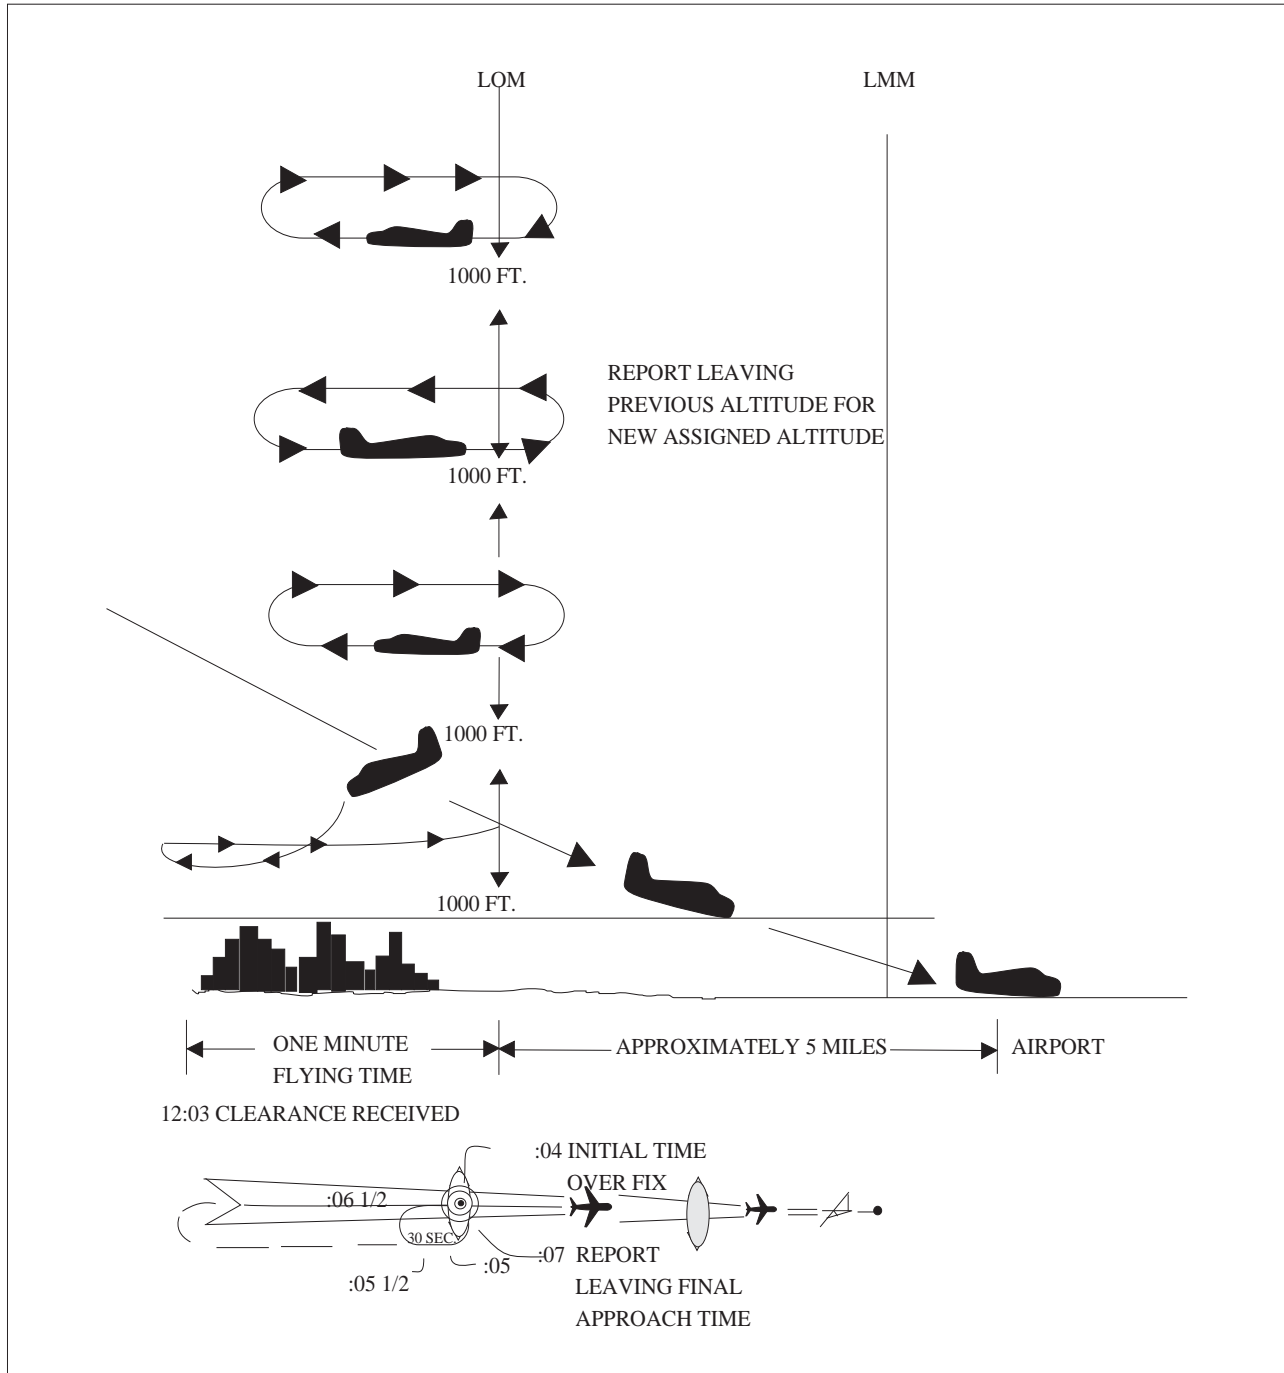 LOM
LMM
1000 FT.
REPORT LEAVING
PREVIOUS ALTITUDE FOR
NEW ASSIGNED ALTITUDE
1000 FT.
1000 FT.
1000 FT.
ONE MINUTE
FLYING TIME
APPROXIMATELY 5 MILES
AIRPORT
12:03 CLEARANCE RECEIVED
:04 INITIAL TIME
OVER FIX
:06 1/2
30 SEC.
:05
:05 1/2
:07 REPORT
LEAVING FINAL
APPROACH TIME